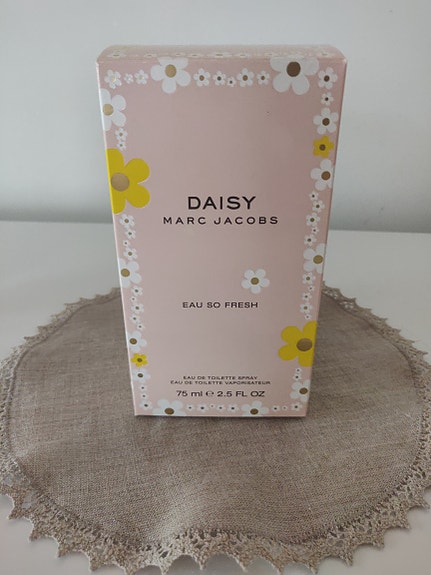 DAISY
MARC JACOBS
EAU SO FRESH
EAU DE TOILETTE SPRAY
EAU DE TOILETTE VAPORISATEUR
75 ml ℮ 2.5 FL OZ